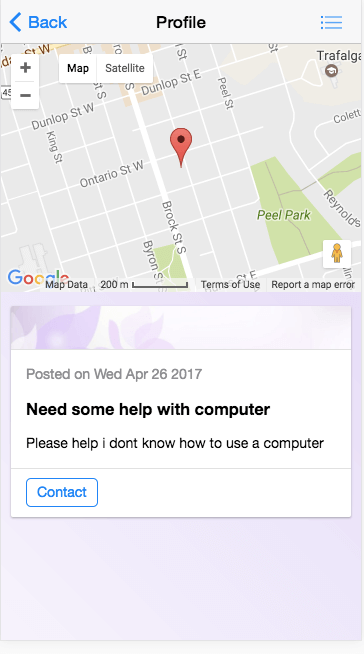 Back
Profile
Trafalga
+
Map
Satellite
Dunlop St E
−
45
Dunlop St W
Peel St
Colett
King St
Ontario St W
Reynolds
Brock St S
Peel Park
Byron St S
Google
Map Data
200 m
Terms of Use
Report a map error
Posted on Wed Apr 26 2017
Need some help with computer
Please help i dont know how to use a computer
Contact